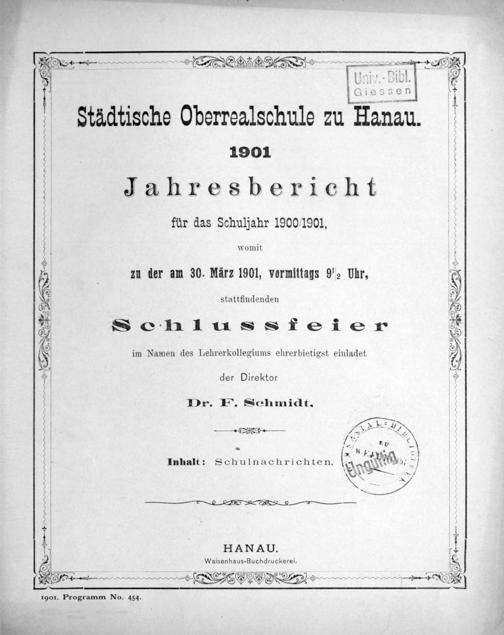 Univ.-Bibl.
Giessen
Städtische Oberrealschule zu Hanau.
1901
Jahresbericht
für das Schuljahr 1900/1901,
womit
zu der am 30. März 1901, vormittags 9 1/2 Uhr,
stattfindenden
Schlussfeier
im Namen des Lehrerkollegiums ehrerbietigst einladet
der Direktor
Dr. F. Schmidt.
Inhalt: Schulnachrichten.
Ungültig
HANAU.
Waisenhaus-Buchdruckerei.
1901. Programm No. 454.